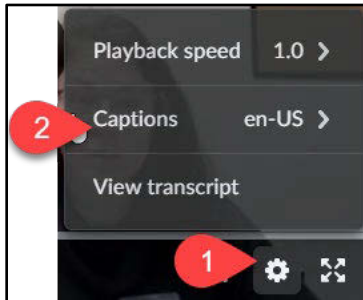 Playback speed 1.0 >
2 Captions en-US >
View transcript
1